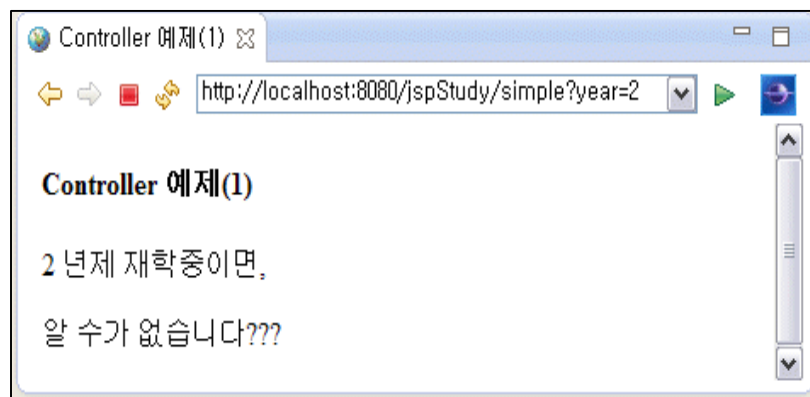 Controller 예제(1)
http://localhost:8080/jspStudy/simple?year=2
Controller 예제(1)
2 년제 재학중이면,
알 수가 없습니다???